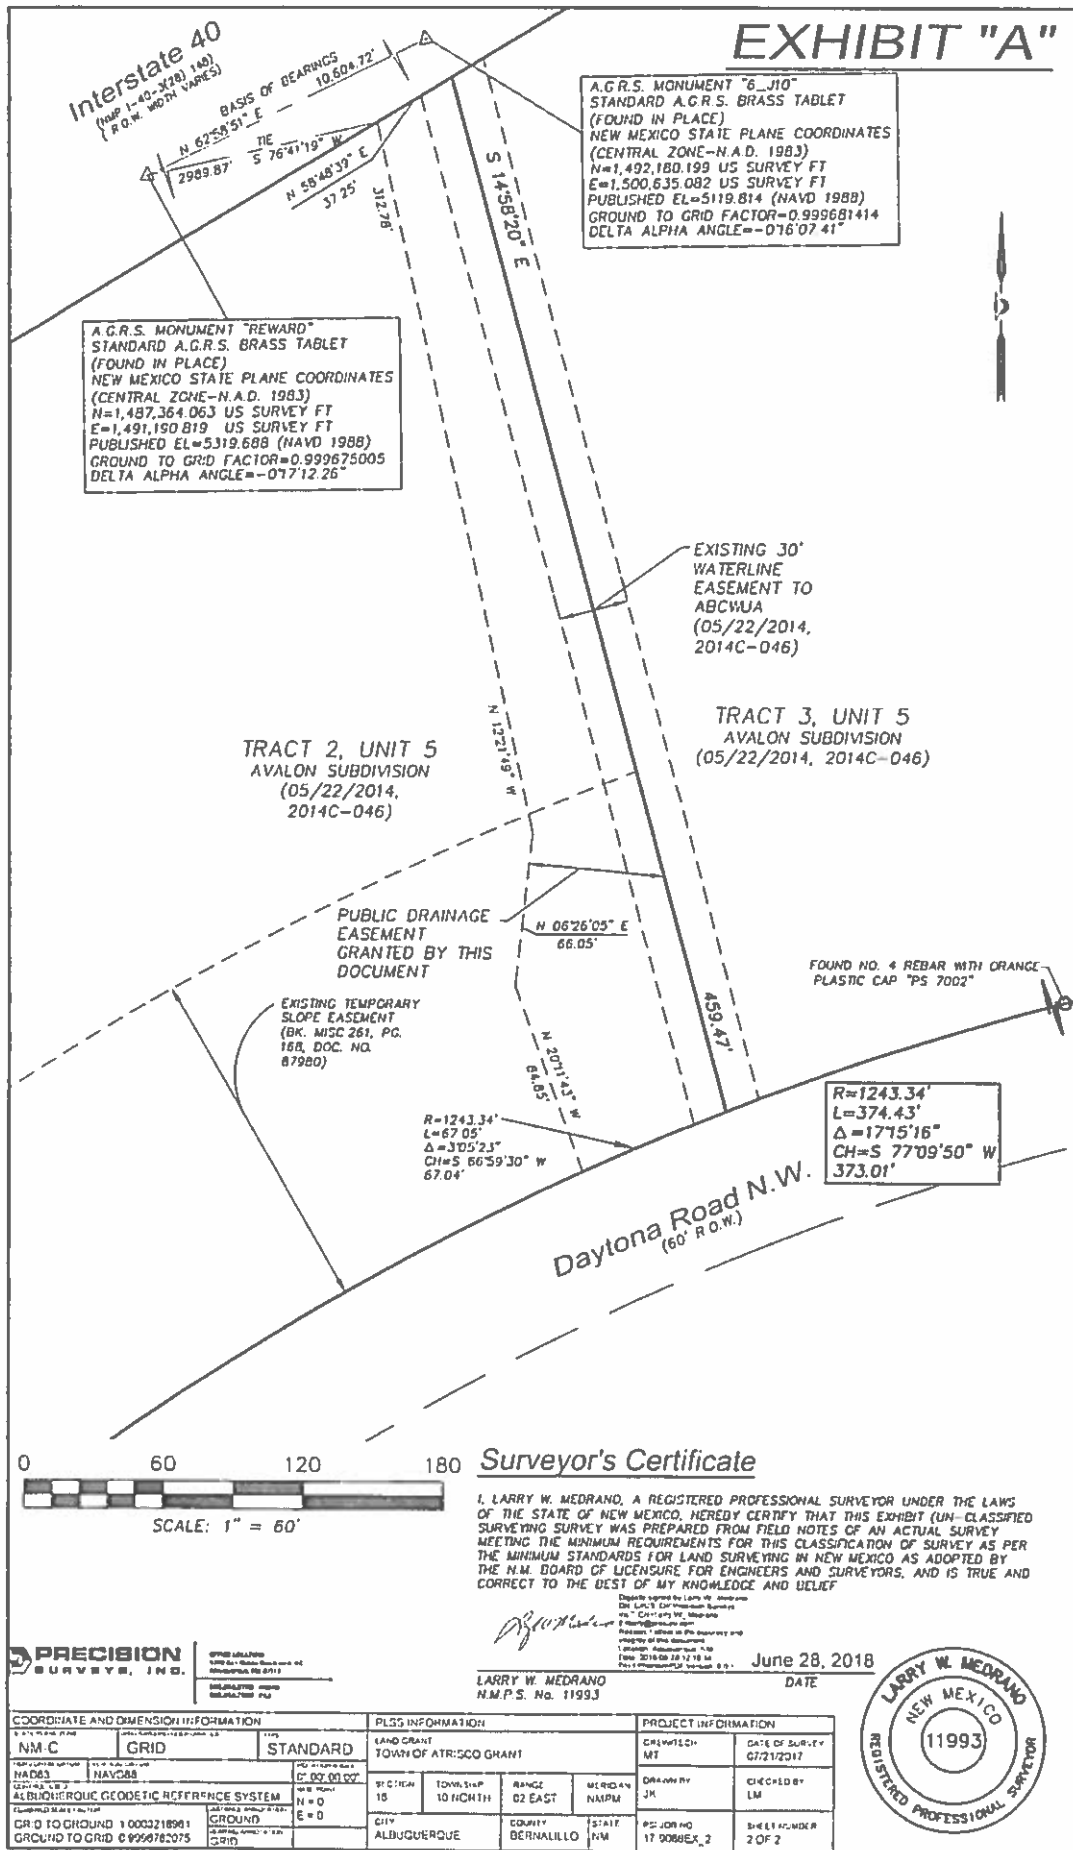 EXHIBIT "A"
Interstate 40
(NMP I-40-3(28) 148)
( R.O.W. WIDTH VARIES)
BASIS OF BEARINGS
N 62°58'51" E
10,604.72'
TIE
2989.87'
S 76°41'19" W
N 58°48'39" E
37.25'
312.78'
S 14°58'20" E
A.G.R.S. MONUMENT "6_J10"
STANDARD A.G.R.S. BRASS TABLET
(FOUND IN PLACE)
NEW MEXICO STATE PLANE COORDINATES
(CENTRAL ZONE-N.A.D. 1983)
N=1,492,180.199 US SURVEY FT
E=1,500,635.082 US SURVEY FT
PUBLISHED EL=5119.814 (NAVD 1988)
GROUND TO GRID FACTOR=0.999681414
DELTA ALPHA ANGLE=-0°16'07.41"
A.G.R.S. MONUMENT "REWARD"
STANDARD A.G.R.S. BRASS TABLET
(FOUND IN PLACE)
NEW MEXICO STATE PLANE COORDINATES
(CENTRAL ZONE-N.A.D. 1983)
N=1,487,364.063 US SURVEY FT
E=1,491,190.819 US SURVEY FT
PUBLISHED EL=5319.688 (NAVD 1988)
GROUND TO GRID FACTOR=0.999675005
DELTA ALPHA ANGLE=-0°17'12.26"
EXISTING 30'
WATERLINE
EASEMENT TO
ABCWUA
(05/22/2014,
2014C-046)
N 12°21'49" W
TRACT 2, UNIT 5
AVALON SUBDIVISION
(05/22/2014,
2014C-046)
TRACT 3, UNIT 5
AVALON SUBDIVISION
(05/22/2014, 2014C-046)
PUBLIC DRAINAGE
EASEMENT
GRANTED BY THIS
DOCUMENT
N 06°26'05" E
66.05'
FOUND NO. 4 REBAR WITH ORANGE
PLASTIC CAP "PS 7002"
EXISTING TEMPORARY
SLOPE EASEMENT
(BK. MISC 261, PG.
168, DOC. NO.
87980)
459.47'
N 20°11'43" W
84.85'
R=1243.34'
L=67.05'
Δ=3°05'23"
CH=S 66°59'30" W
67.04'
R=1243.34'
L=374.43'
Δ=17°15'16"
CH=S 77°09'50" W
373.01'
Daytona Road N.W.
(60' R.O.W.)
0 60 120 180
SCALE: 1" = 60'
Surveyor's Certificate
I, LARRY W. MEDRANO, A REGISTERED PROFESSIONAL SURVEYOR UNDER THE LAWS
OF THE STATE OF NEW MEXICO, HEREBY CERTIFY THAT THIS EXHIBIT (UN-CLASSIFIED
SURVEYING SURVEY WAS PREPARED FROM FIELD NOTES OF AN ACTUAL SURVEY
MEETING THE MINIMUM REQUIREMENTS FOR THIS CLASSIFICATION OF SURVEY AS PER
THE MINIMUM STANDARDS FOR LAND SURVEYING IN NEW MEXICO AS ADOPTED BY
THE N.M. BOARD OF LICENSURE FOR ENGINEERS AND SURVEYORS, AND IS TRUE AND
CORRECT TO THE BEST OF MY KNOWLEDGE AND BELIEF
June 28, 2018
LARRY W. MEDRANO
DATE
N.M.P.S. No. 11993
PRECISION
SURVEYS, INC.
LARRY W. MEDRANO
NEW MEXICO
11993
REGISTERED PROFESSIONAL SURVEYOR
COORDINATE AND DIMENSION INFORMATION
NM-C GRID STANDARD
NAD83 NAVD88 0° 00' 00.00"
ALBUQUERQUE GEODETIC REFERENCE SYSTEM
N = 0
E = 0
GRID TO GROUND 1.0003218981
GROUND
GROUND TO GRID 0.9996782075
GRID
PLSS INFORMATION
LAND GRANT
TOWN OF ATRISCO GRANT
SECTION TOWNSHIP RANGE MERIDIAN
10 NORTH 02 EAST NMPM
CITY COUNTY STATE
ALBUQUERQUE BERNALILLO NM
PROJECT INFORMATION
CREW/TECH DATE OF SURVEY
MT 07/21/2017
DRAWN BY CHECKED BY
JK LM
PSI JOB NO SHEET NUMBER
2 OF 2